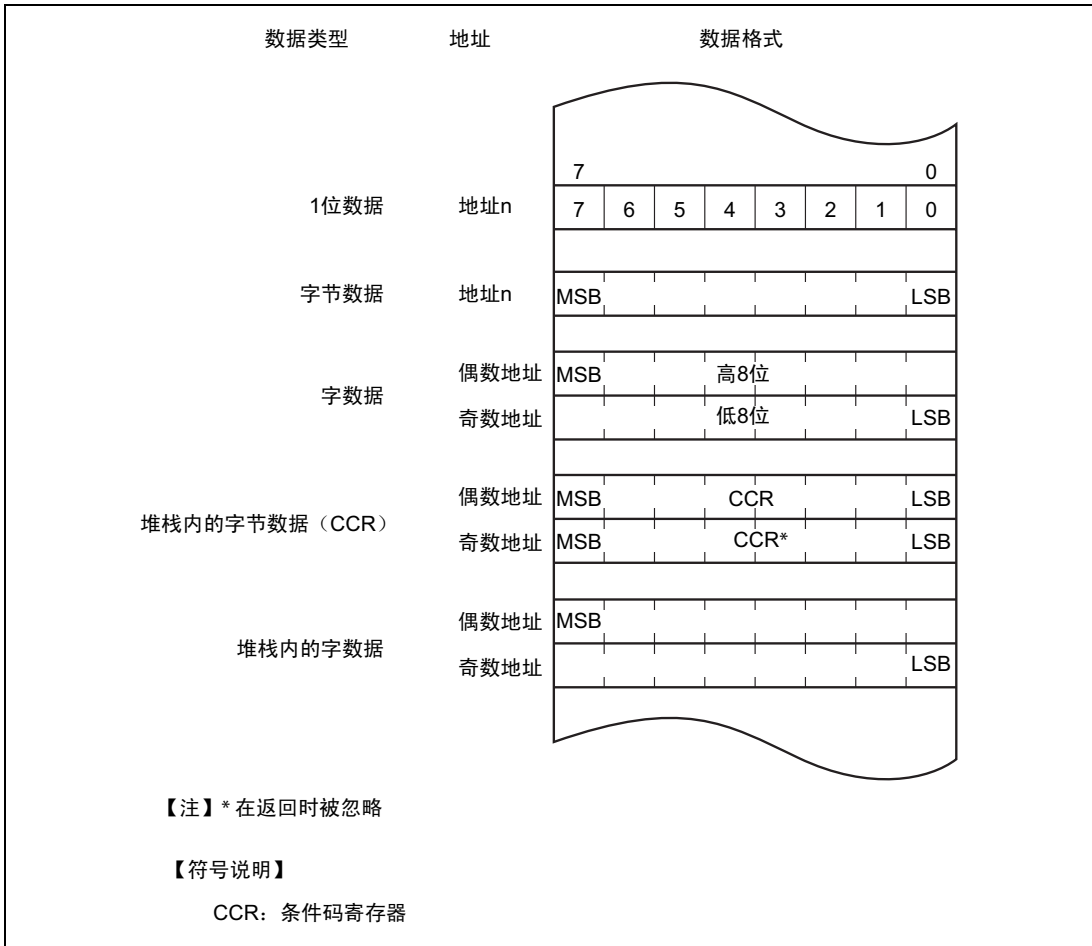 数据类型 地址 数据格式
7 0
1位数据 地址n 7 6 5 4 3 2 1 0
字节数据 地址n MSB LSB
字数据
偶数地址 MSB 高8位
奇数地址 低8位 LSB
堆栈内的字节数据（CCR）
偶数地址 MSB CCR LSB
奇数地址 MSB CCR* LSB
堆栈内的字数据
偶数地址 MSB
奇数地址 LSB
【注】* 在返回时被忽略
【符号说明】
CCR：条件码寄存器